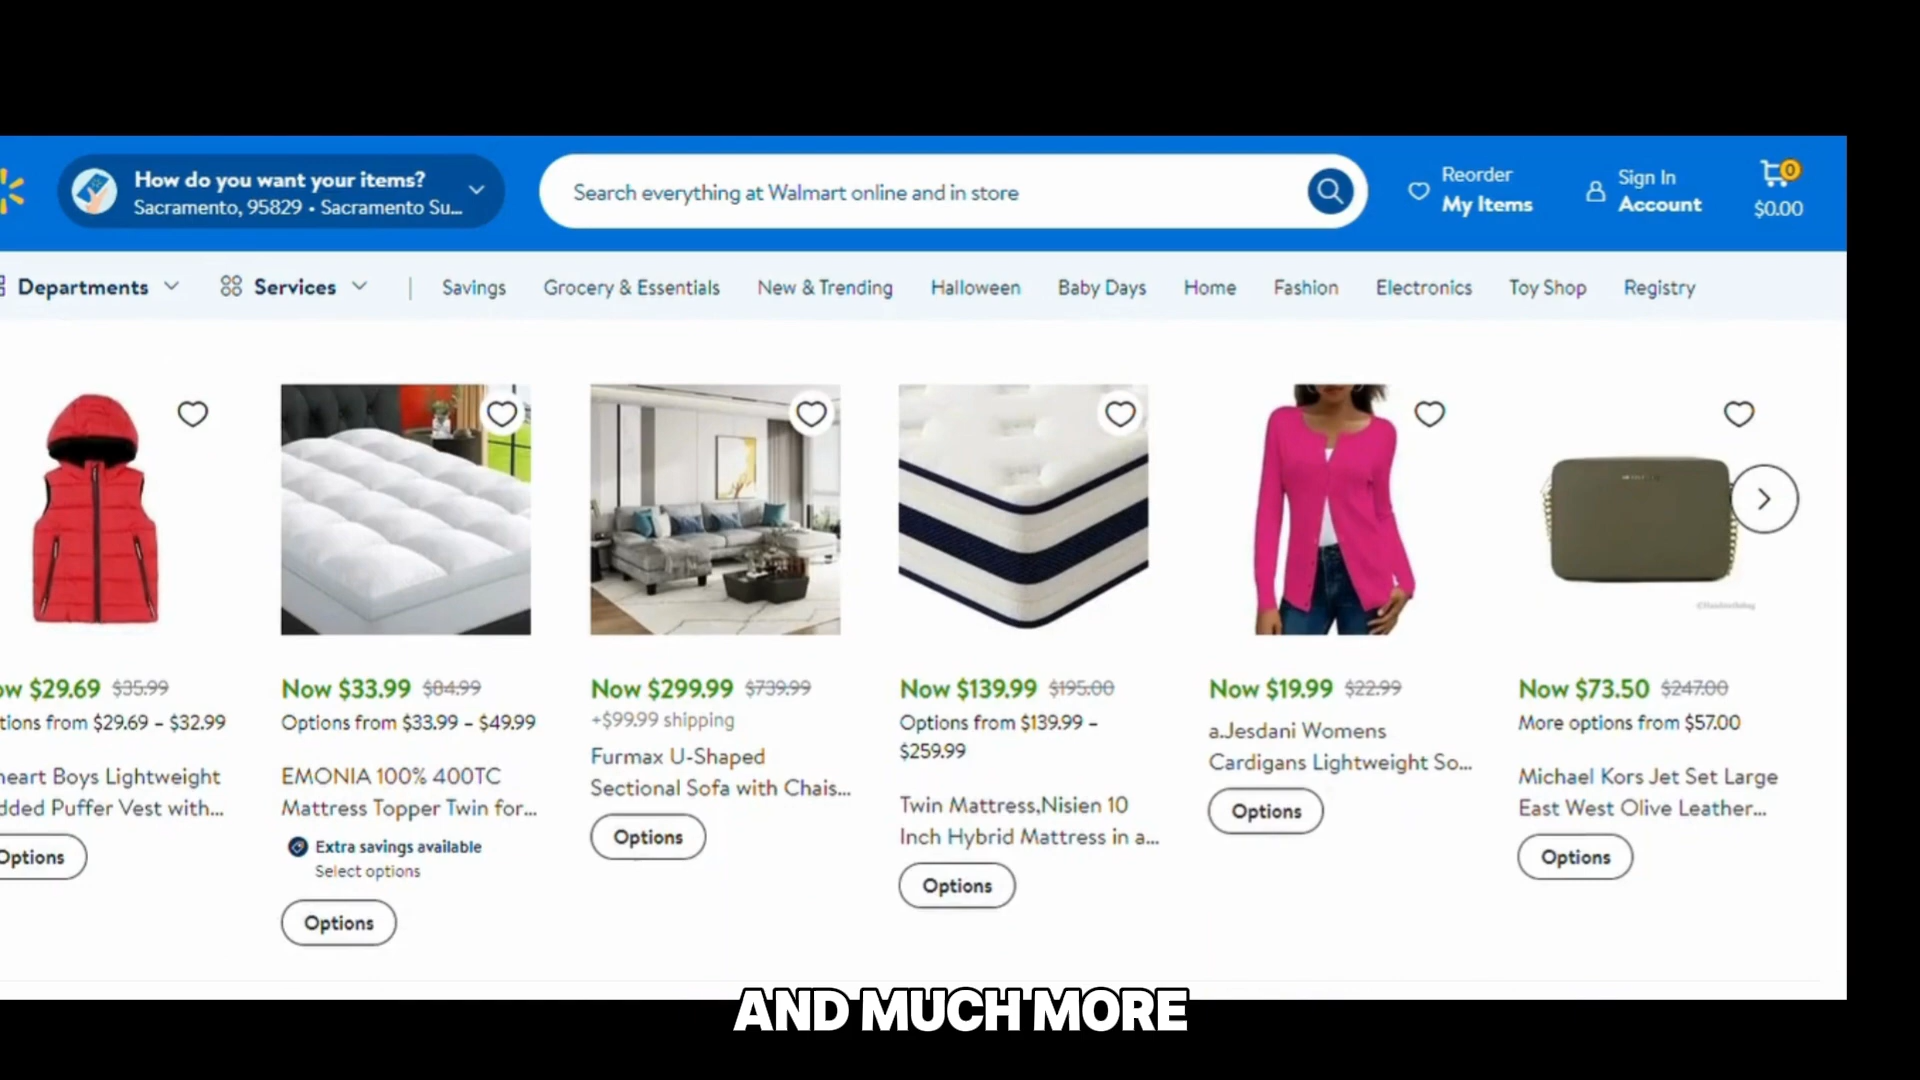 How do you want your items?
Sacramento, 95829 • Sacramento Su...
Search everything at Walmart online and in store
Reorder
My Items
Sign In
Account
0
$0.00
Departments
Services
Savings
Grocery & Essentials
New & Trending
Halloween
Baby Days
Home
Fashion
Electronics
Toy Shop
Registry
ow $29.69 $35.99
tions from $29.69 – $32.99
heart Boys Lightweight
dded Puffer Vest with...
Options
Now $33.99 $84.99
Options from $33.99 – $49.99
EMONIA 100% 400TC
Mattress Topper Twin for...
Extra savings available
Select options
Options
Now $299.99 $739.99
+$99.99 shipping
Furmax U-Shaped
Sectional Sofa with Chais...
Options
Now $139.99 $195.00
Options from $139.99 –
$259.99
Twin Mattress,Nisien 10
Inch Hybrid Mattress in a...
Options
Now $19.99 $22.99
a.Jesdani Womens
Cardigans Lightweight So...
Options
Now $73.50 $247.00
More options from $57.00
Michael Kors Jet Set Large
East West Olive Leather...
Options
AND MUCH MORE